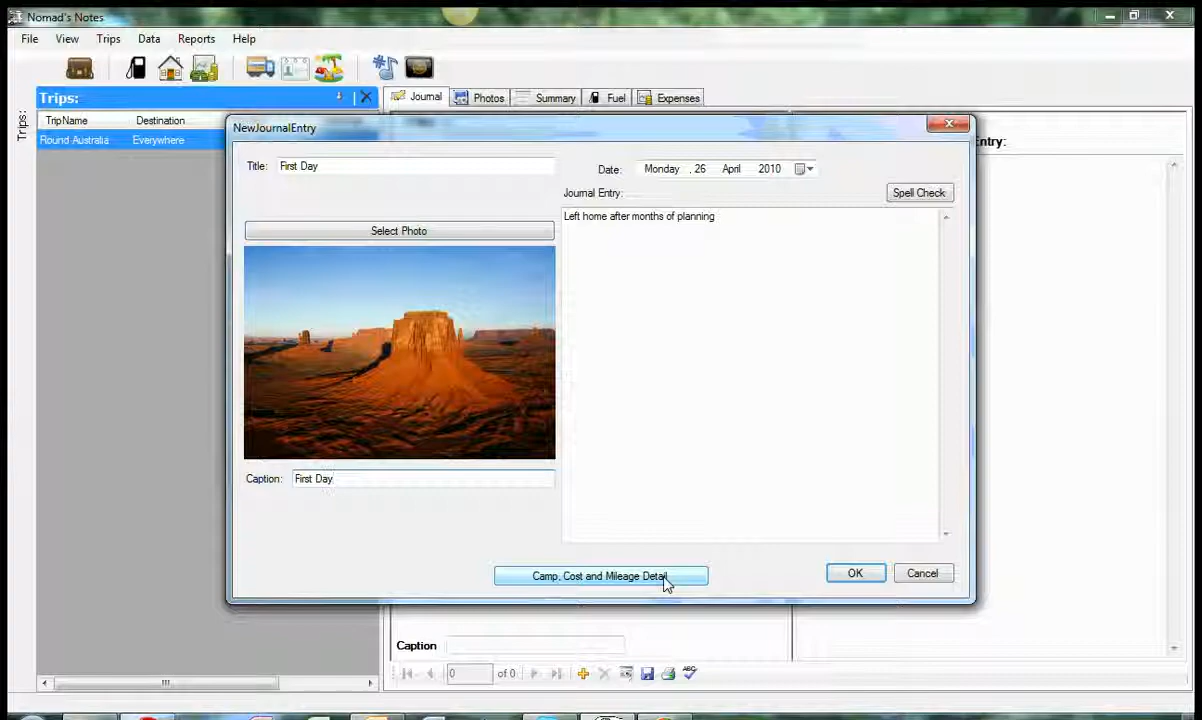 Nomad's Notes
File View Trips Data Reports Help
Trips:
Trips:
Journal Photos Summary Fuel Expenses
TripName Destination
Round Australia Everywhere
NewJournalEntry
ntry:
Title: First Day
Date: Monday , 26 April 2010
Journal Entry:
Spell Check
Left home after months of planning
Select Photo
Caption: First Day
Camp, Cost and Mileage Detail
OK
Cancel
Caption
0 of 0
ABC